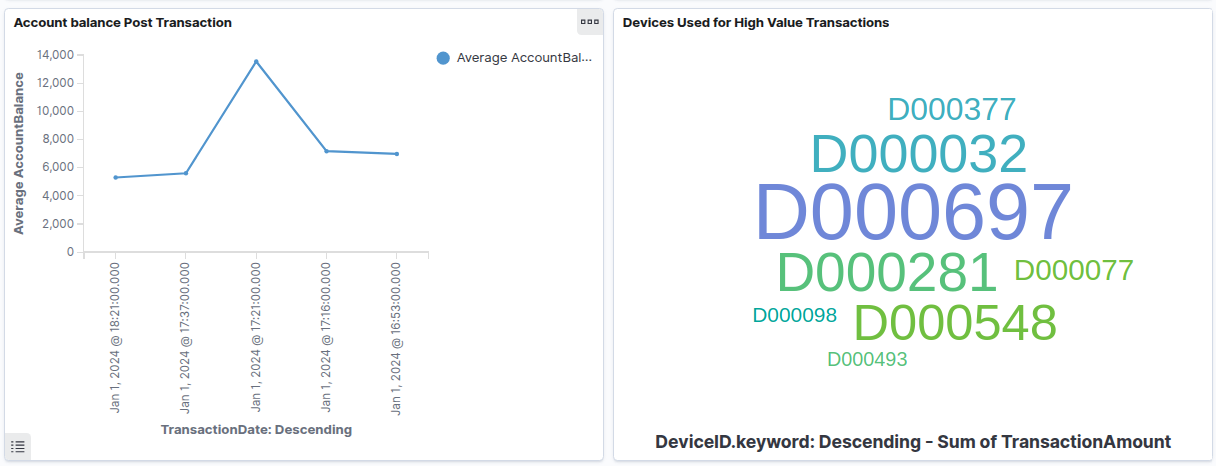 Account balance Post Transaction
14,000
12,000
10,000
8,000
6,000
4,000
2,000
0
Average AccountBalance
Average AccountBal...
Jan 1, 2024 @ 18:21:00.000
Jan 1, 2024 @ 17:37:00.000
Jan 1, 2024 @ 17:21:00.000
Jan 1, 2024 @ 17:16:00.000
Jan 1, 2024 @ 16:53:00.000
TransactionDate: Descending
Devices Used for High Value Transactions
D000377
D000032
D000697
D000281 D000077
D000098 D000548
D000493
DeviceID.keyword: Descending - Sum of TransactionAmount